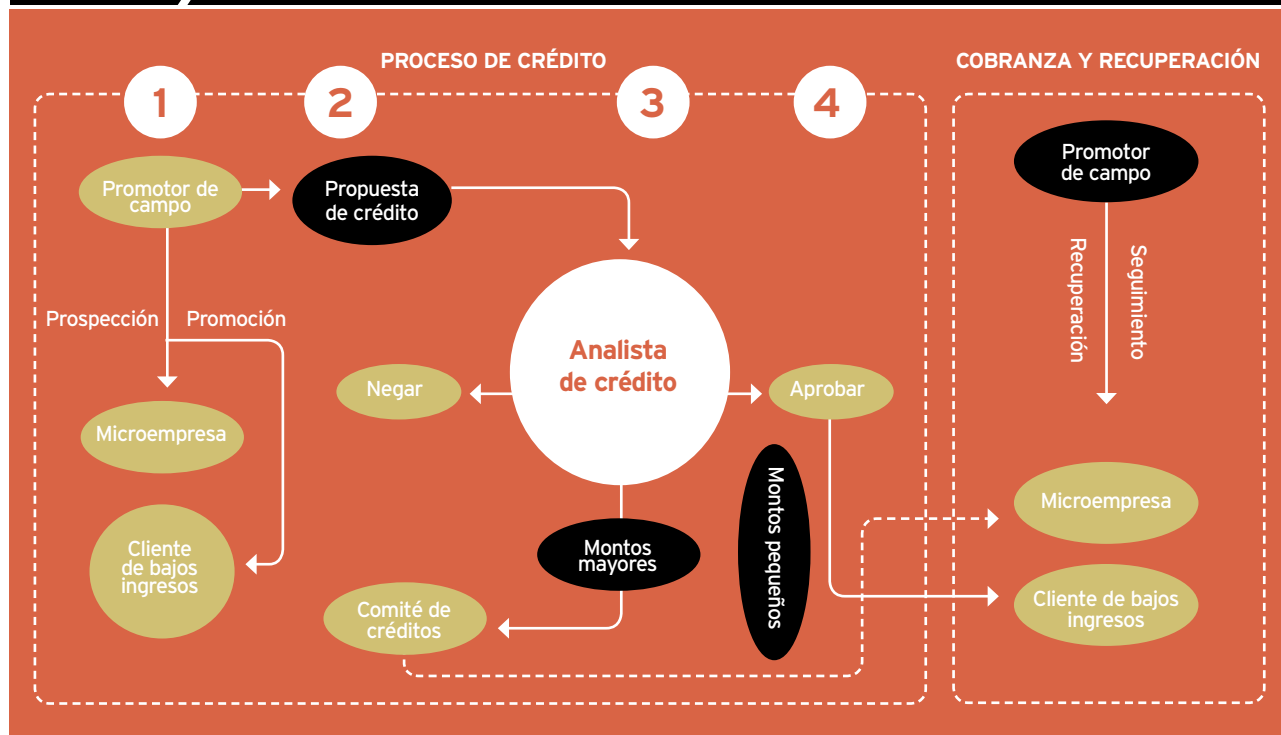 PROCESO DE CRÉDITO
COBRANZA Y RECUPERACIÓN
1
2
3
4
Promotor de
campo
Propuesta
de crédito
Prospección
Promoción
Microempresa
Cliente
de bajos
ingresos
Analista
de crédito
Negar
Aprobar
Montos
mayores
Montos pequeños
Comité de
créditos
Promotor
de campo
Recuperación
Seguimiento
Microempresa
Cliente de bajos
ingresos